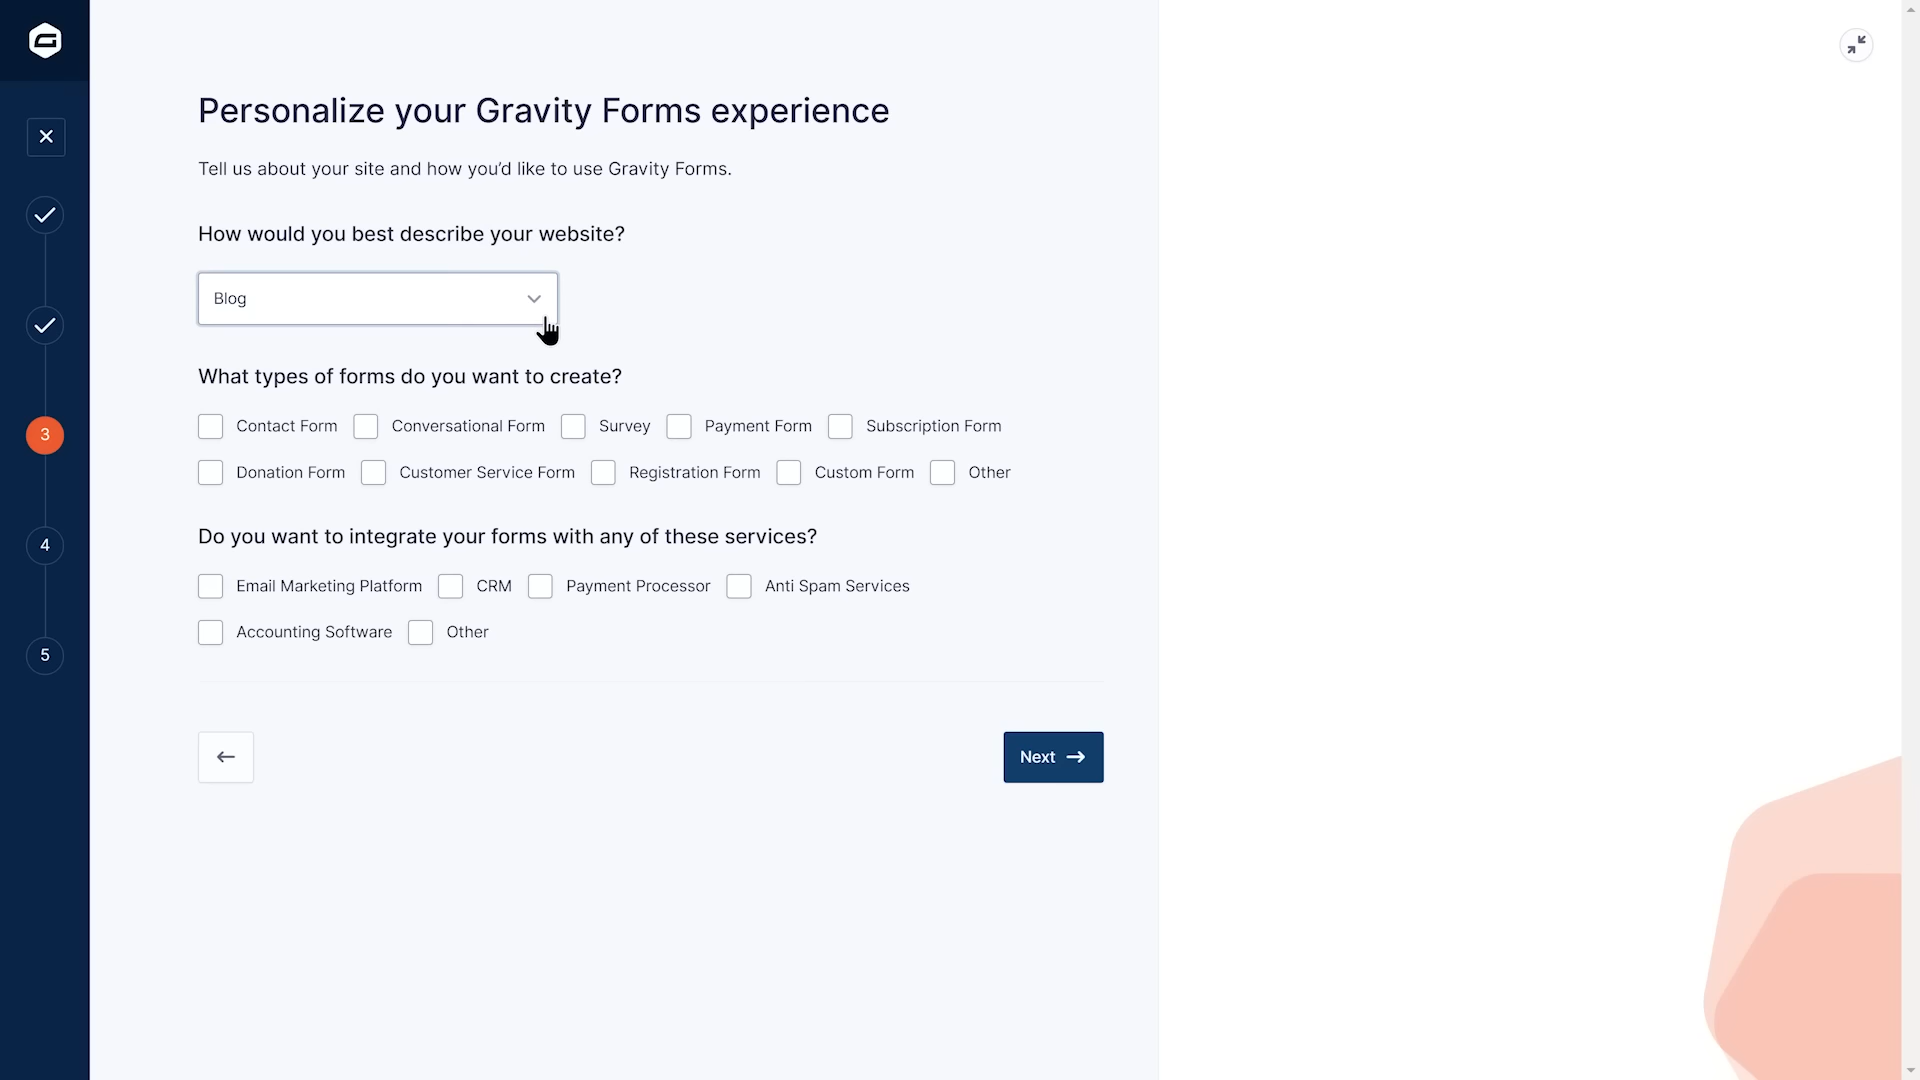 Personalize your Gravity Forms experience
Tell us about your site and how you’d like to use Gravity Forms.
How would you best describe your website?
Blog
What types of forms do you want to create?
Contact Form Conversational Form Survey Payment Form Subscription Form
Donation Form Customer Service Form Registration Form Custom Form Other
3
Do you want to integrate your forms with any of these services?
4
Email Marketing Platform CRM Payment Processor Anti Spam Services
Accounting Software Other
5
Next